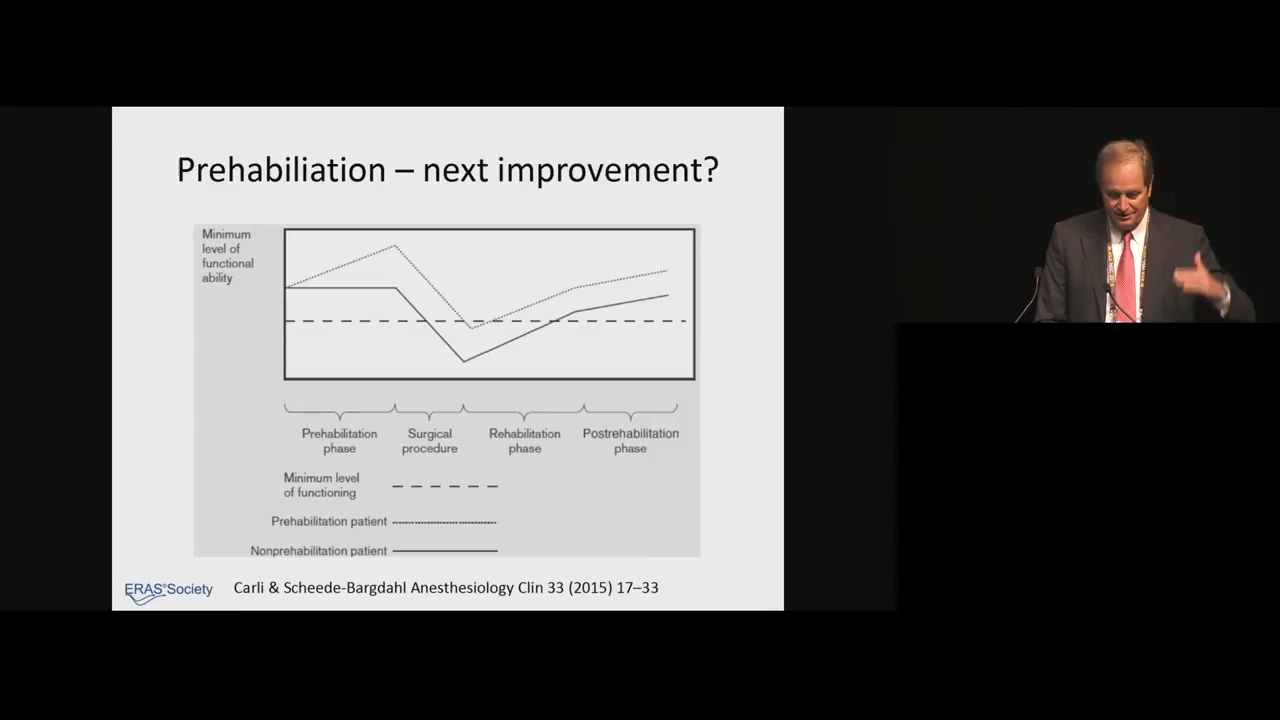 Prehabiliation – next improvement?
Minimum
level of
functional
ability
Prehabilitation
phase
Surgical
procedure
Rehabilitation
phase
Postrehabilitation
phase
Minimum level
of functioning
Prehabilitation patient
Nonprehabilitation patient
ERAS®Society
Carli & Scheede-Bargdahl Anesthesiology Clin 33 (2015) 17–33